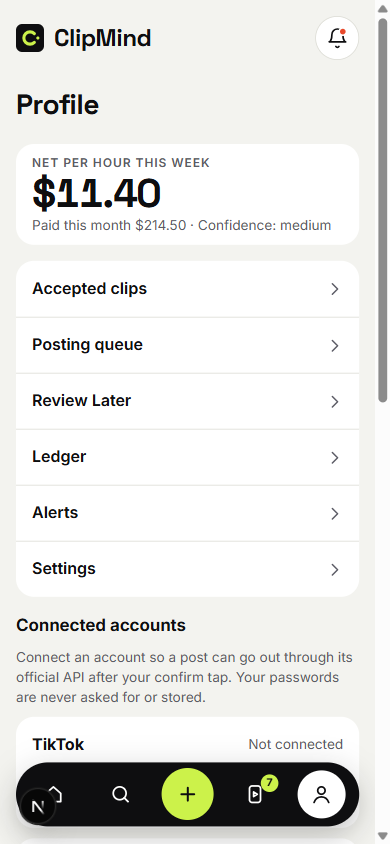 ClipMind
Profile
NET PER HOUR THIS WEEK
$11.40
Paid this month $214.50 · Confidence: medium
Accepted clips
Posting queue
Review Later
Ledger
Alerts
Settings
Connected accounts
Connect an account so a post can go out through its
official API after your confirm tap. Your passwords
are never asked for or stored.
TikTok
Not connected
7
N